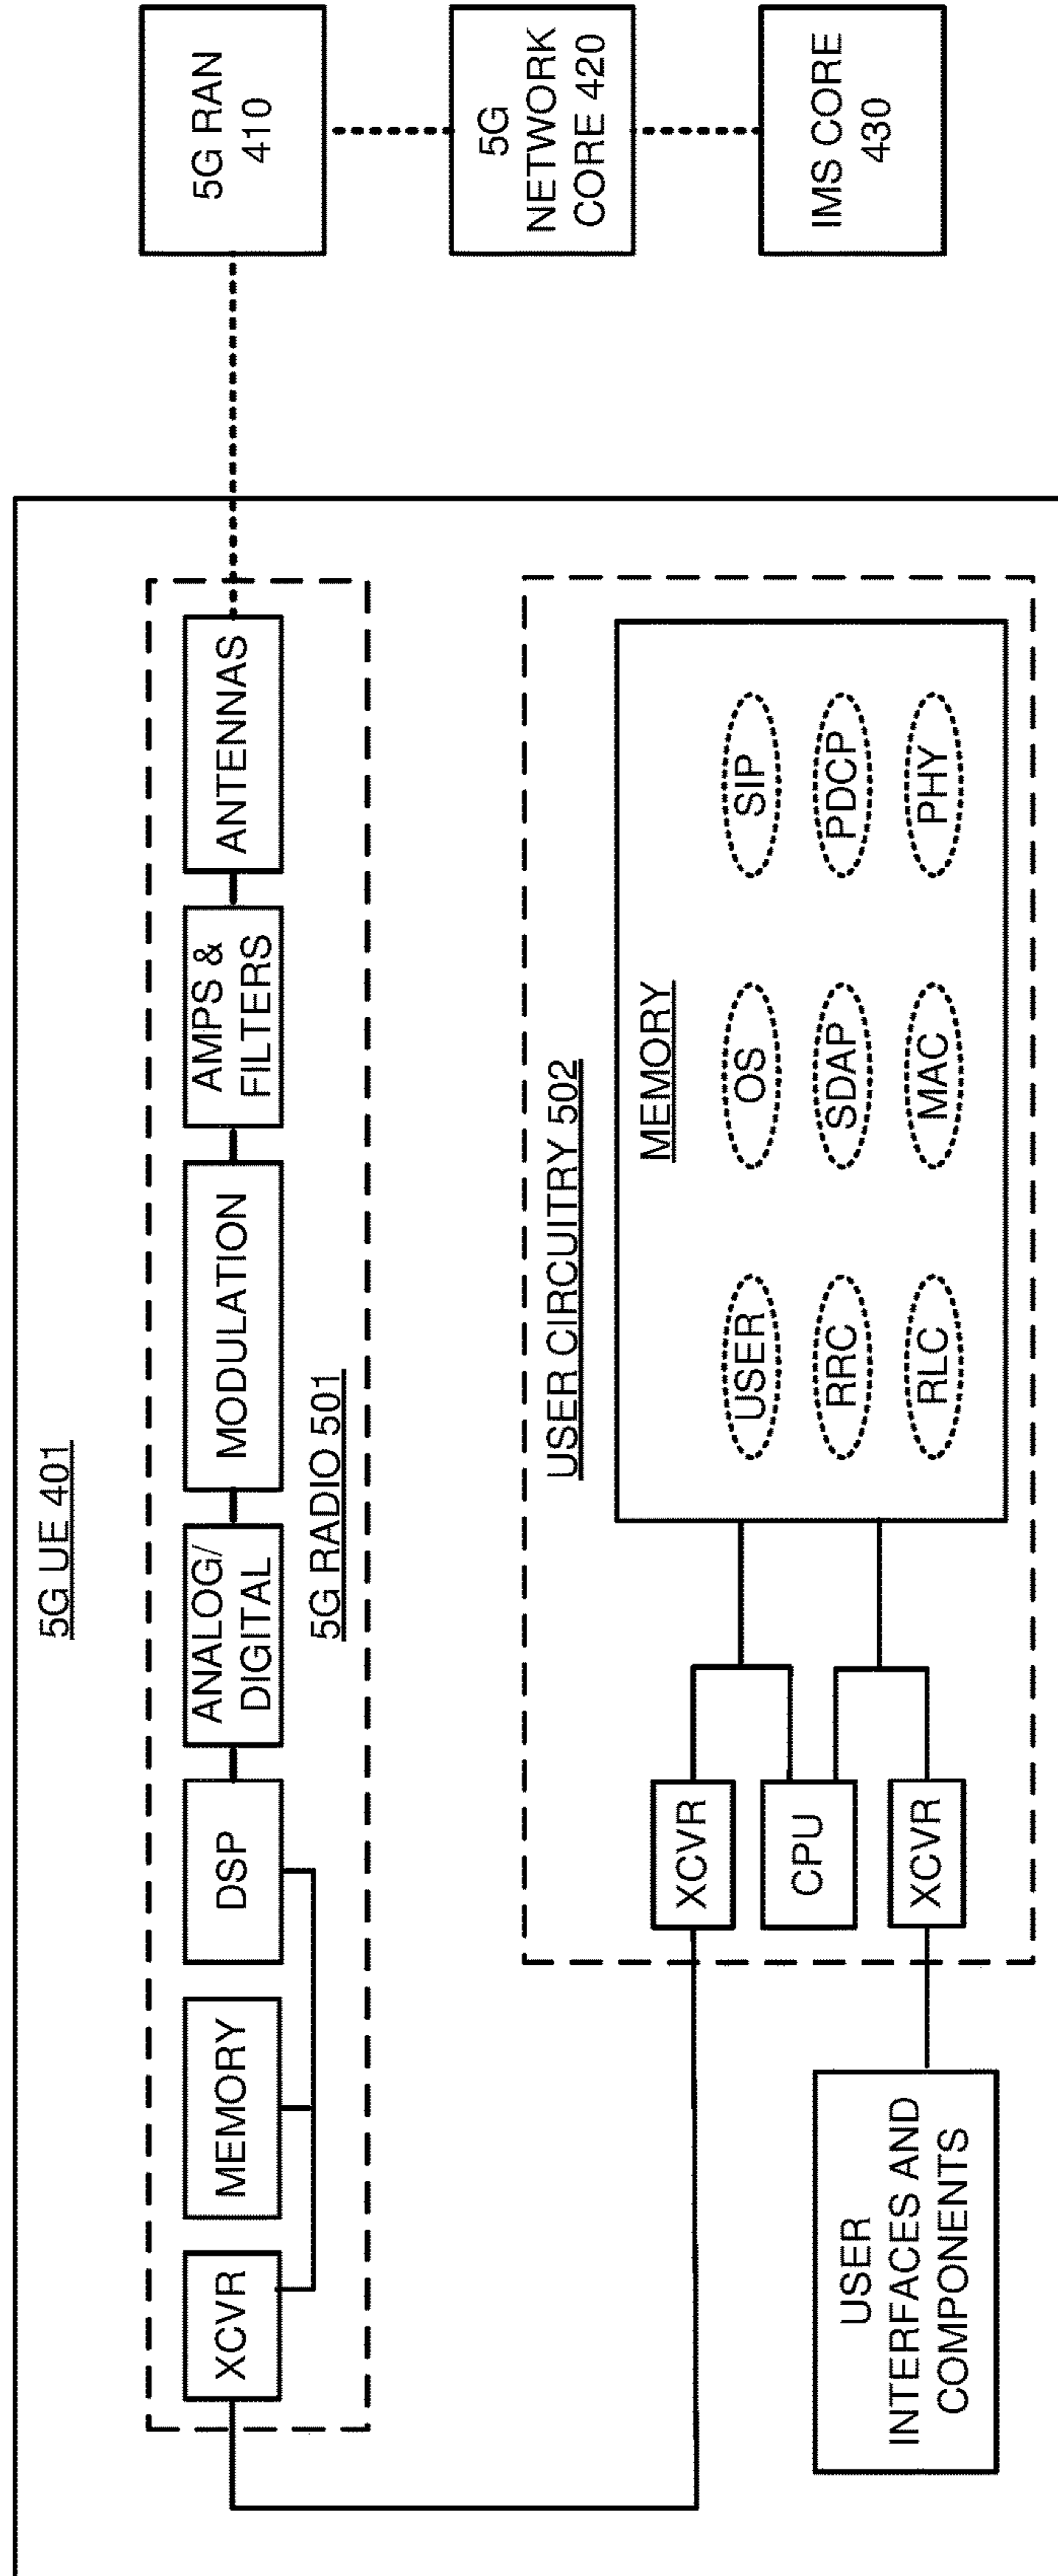 5G UE 401
XCVR
MEMORY
DSP
ANALOG/
DIGITAL
MODULATION
AMPS &
FILTERS
ANTENNAS
5G RADIO 501
5G RAN
410
5G
NETWORK
CORE 420
IMS CORE
430
USER CIRCUITRY 502
XCVR
CPU
XCVR
MEMORY
USER
OS
SIP
RRC
SDAP
PDCP
RLC
MAC
PHY
USER
INTERFACES AND
COMPONENTS